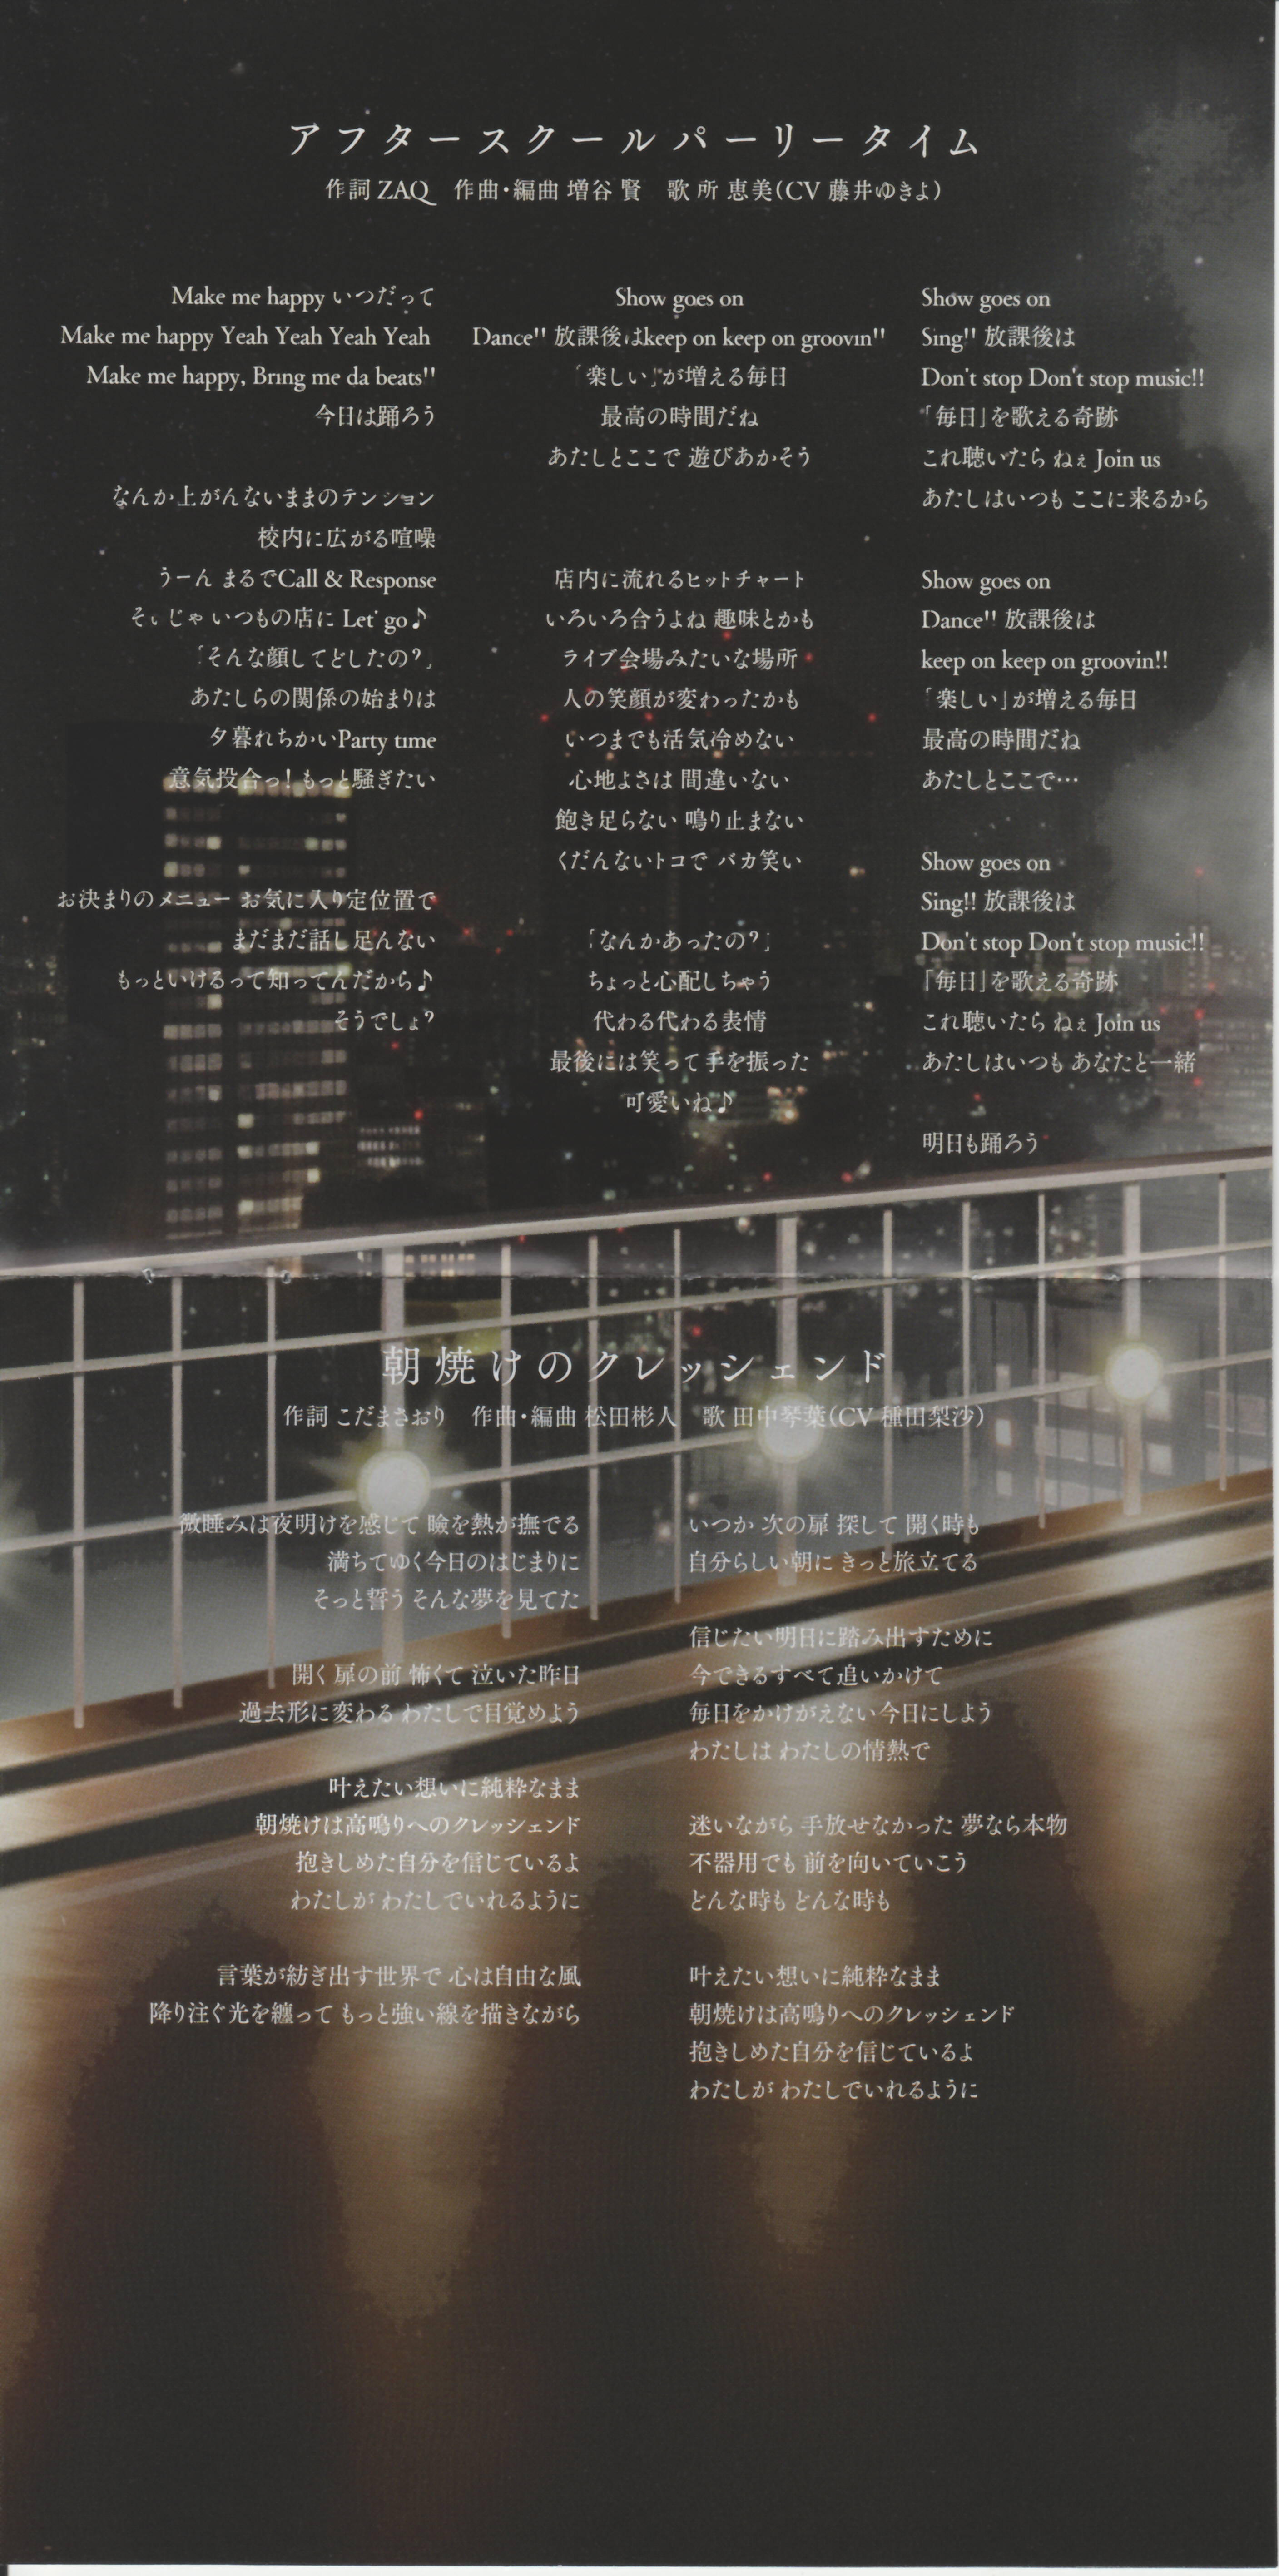 アフタースクールパーリータイム
作詞 ZAQ 作曲・編曲 増谷 賢 歌 所 恵美(CV 藤井ゆきよ)
Make me happy いつだって
Make me happy Yeah Yeah Yeah Yeah
Make me happy, Bring me da beats!!
今日は踊ろう
なんか上がんないままのテンション
校内に広がる喧噪
うーん まるでCall & Response
そぃじゃ いつもの店に Let' go♪
「そんな顔してどしたの?」
あたしらの関係の始まりは
夕暮れちかいParty time
意気投合っ! もっと騒ぎたい
お決まりのメニュー お気に入り定位置で
まだまだ話し足んない
もっといけるって知ってんだから♪
そうでしょ?
Show goes on
Dance!! 放課後はkeep on keep on groovin!!
「楽しい」が増える毎日
最高の時間だね
あたしとここで 遊びあかそう
店内に流れるヒットチャート
いろいろ合うよね 趣味とかも
ライブ会場みたいな場所
人の笑顔が変わったかも
いつまでも活気冷めない
心地よさは 間違いない
飽き足らない 鳴り止まない
くだんないトコで バカ笑い
「なんかあったの?」
ちょっと心配しちゃう
代わる代わる表情
最後には笑って手を振った
可愛いね♪
Show goes on
Sing!! 放課後は
Don't stop Don't stop music!!
「毎日」を歌える奇跡
これ聴いたら ねぇ Join us
あたしはいつも ここに来るから
Show goes on
Dance!! 放課後は
keep on keep on groovin!!
「楽しい」が増える毎日
最高の時間だね
あたしとここで…
Show goes on
Sing!! 放課後は
Don't stop Don't stop music!!
「毎日」を歌える奇跡
これ聴いたら ねぇ Join us
あたしはいつも あなたと一緒
明日も踊ろう
朝焼けのクレッシェンド
作詞 こだまさおり 作曲・編曲 松田彬人 歌 田中琴葉(CV 種田梨沙)
微睡みは夜明けを感じて 瞼を熱が撫でる
満ちてゆく今日のはじまりに
そっと誓う そんな夢を見てた
開く扉の前 怖くて 泣いた昨日
過去形に変わる わたしで目覚めよう
叶えたい想いに純粋なまま
朝焼けは高鳴りへのクレッシェンド
抱きしめた自分を信じているよ
わたしが わたしでいれるように
言葉が紡ぎ出す世界で 心は自由な風
降り注ぐ光を纏って もっと強い線を描きながら
いつか 次の扉 探して 開く時も
自分らしい朝に きっと旅立てる
信じたい明日に踏み出すために
今できるすべて追いかけて
毎日をかけがえない今日にしよう
わたしは わたしの情熱で
迷いながら 手放せなかった 夢なら本物
不器用でも 前を向いていこう
どんな時も どんな時も
叶えたい想いに純粋なまま
朝焼けは高鳴りへのクレッシェンド
抱きしめた自分を信じているよ
わたしが わたしでいれるように